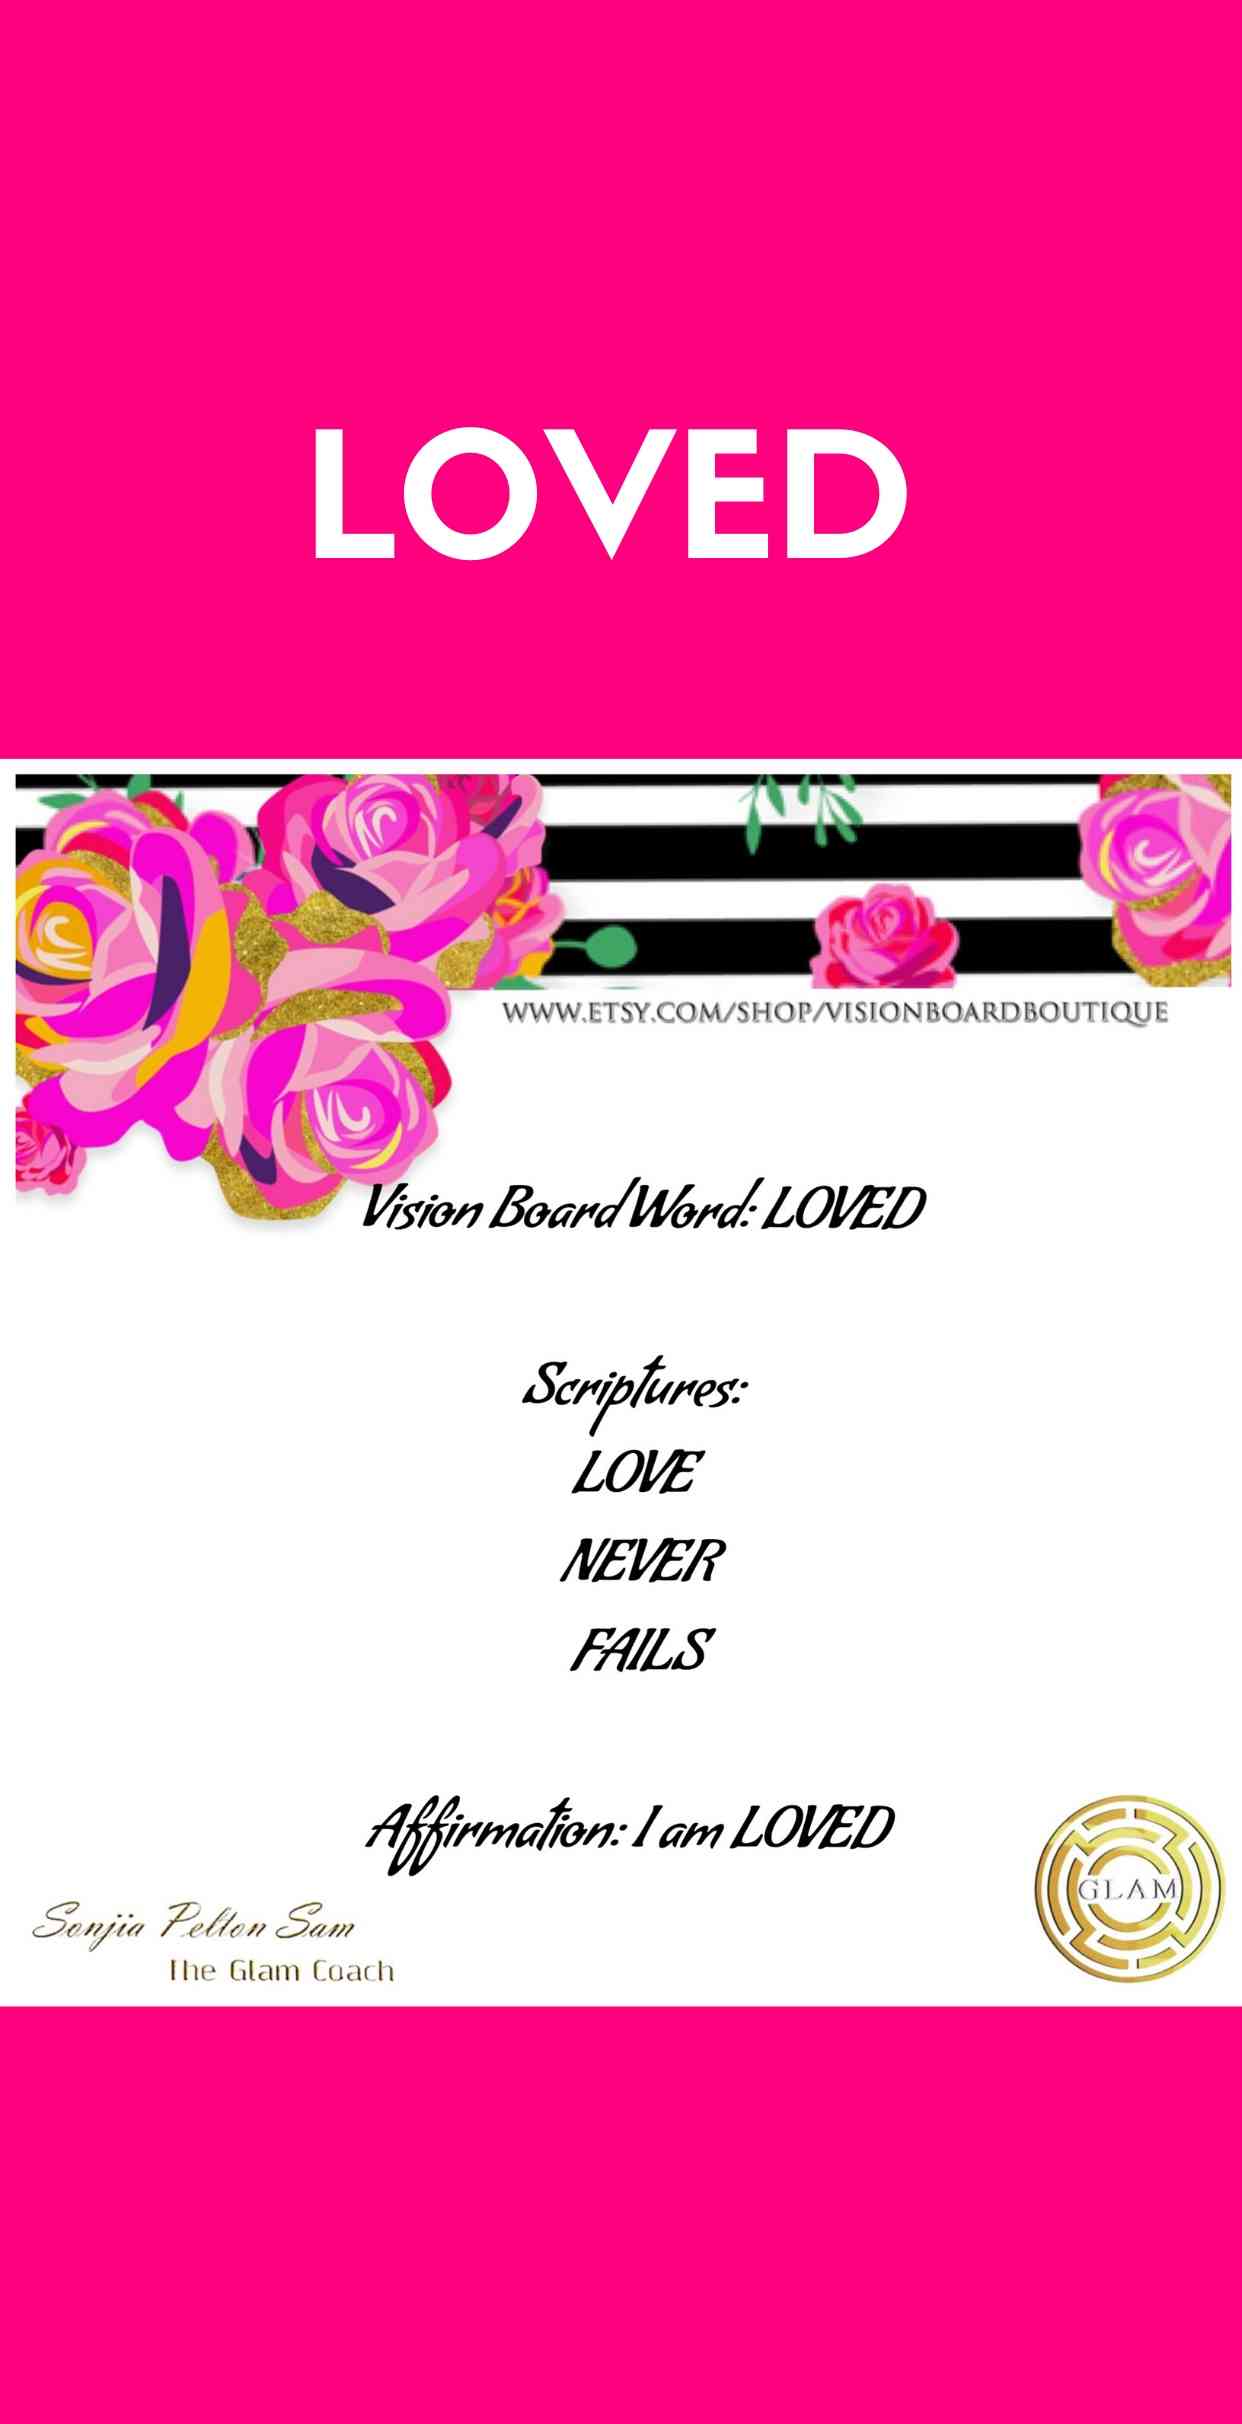 LOVED
WWW.ETSY.COM/SHOP/VISIONBOARDBOUTIQUE
Vision Board Word: LOVED
Scriptures:
LOVE
NEVER
FAILS
Affirmation: I am LOVED
GLAM
Sonjia Pelton Sam
The Glam Coach